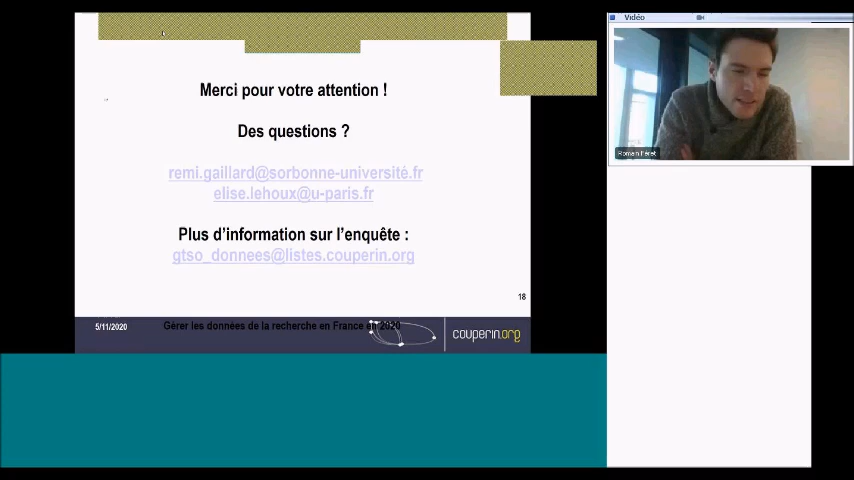 Vidéo
Merci pour votre attention !
Des questions ?
remi.gaillard@sorbonne-université.fr
elise.lehoux@u-paris.fr
Plus d'information sur l'enquête :
gtso_donnees@listes.couperin.org
Romain Féret
18
5/11/2020
Gérer les données de la recherche en France en 2020
couperin.org